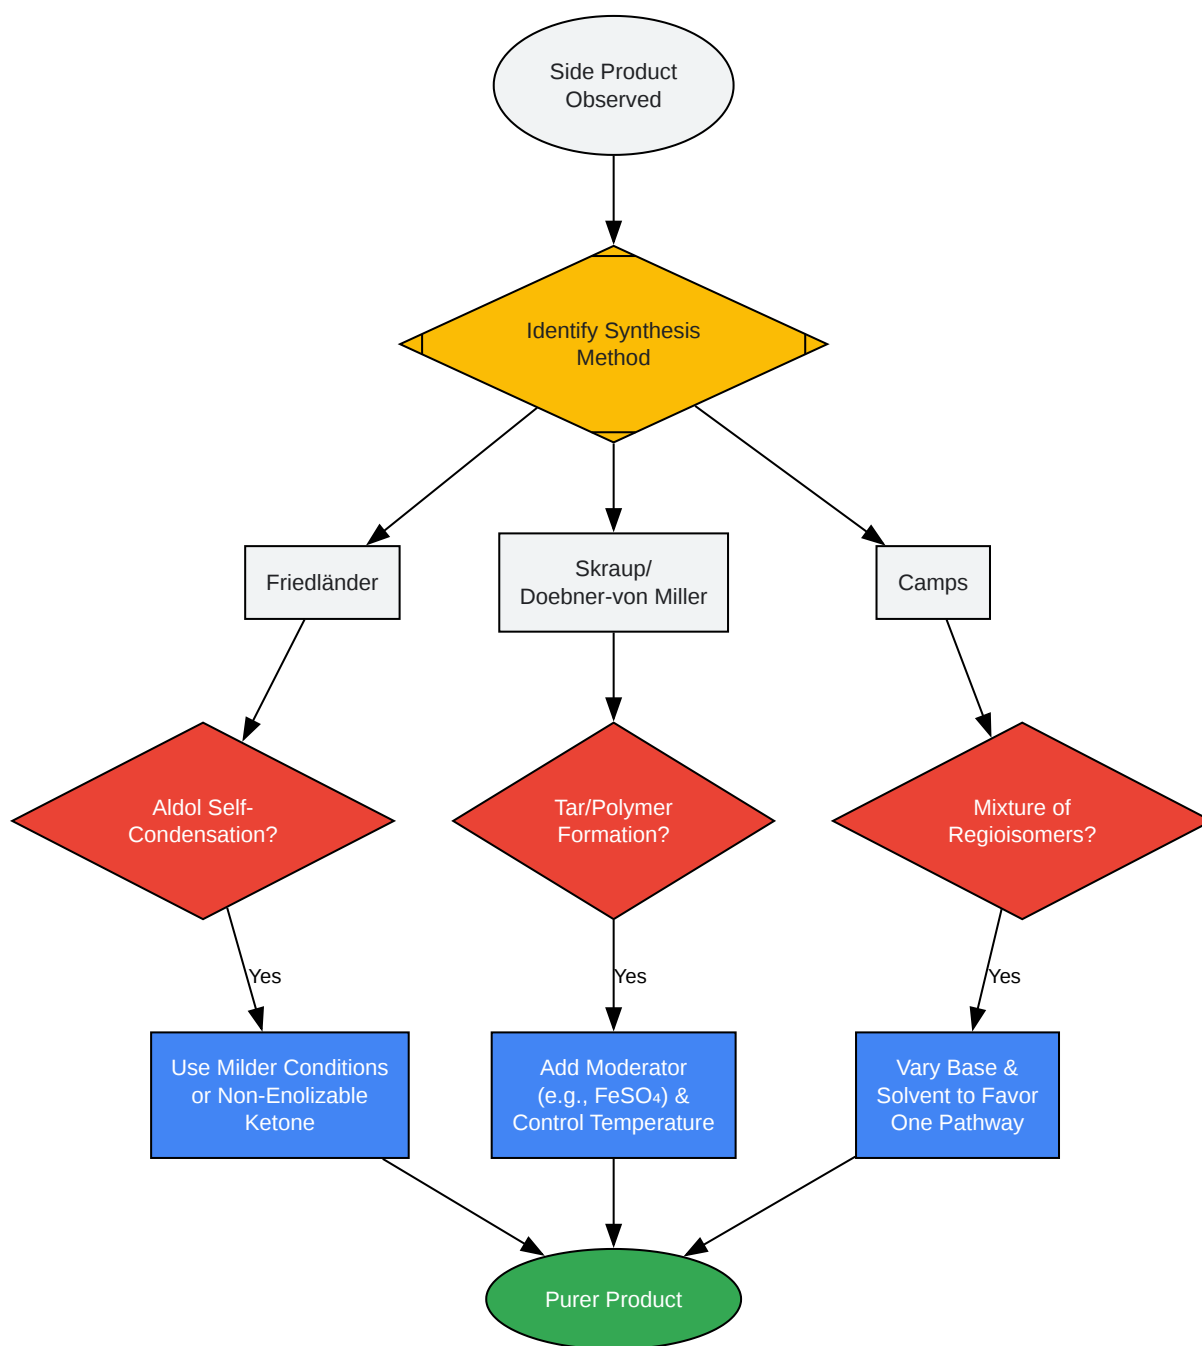 Side Product
Observed
Identify Synthesis
Method
Friedländer
Skraup/
Doebner-von Miller
Camps
Aldol Self-
Condensation?
Tar/Polymer
Formation?
Mixture of
Regioisomers?
Yes
Yes
Yes
Use Milder Conditions
or Non-Enolizable
Ketone
Add Moderator
(e.g., FeSO₄) &
Control Temperature
Vary Base &
Solvent to Favor
One Pathway
Purer Product